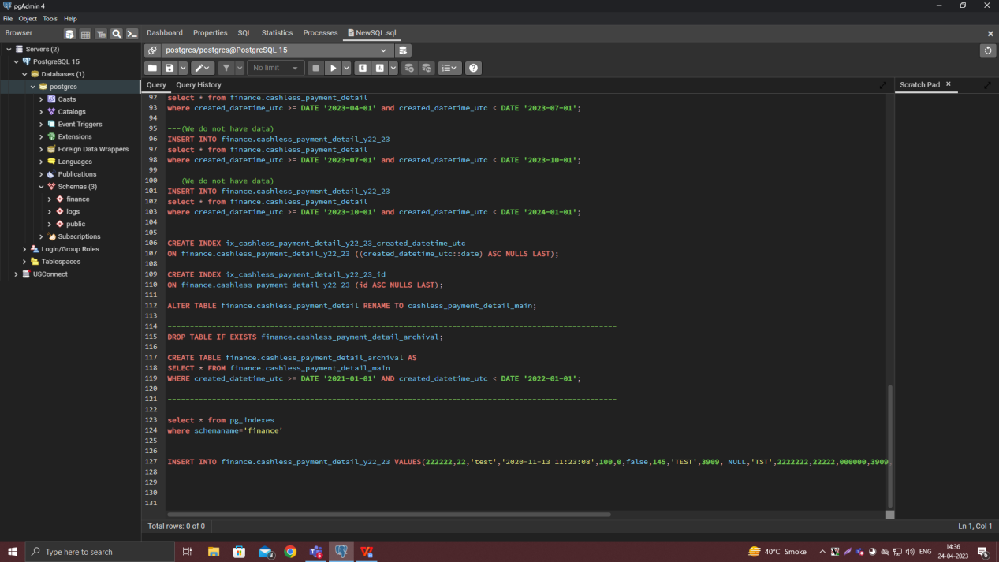 pgAdmin 4
File Object Tools Help
Browser
Dashboard Properties SQL Statistics Processes NewSQL.sql
Servers (2)
PostgreSQL 15
Databases (1)
postgres
Casts
Catalogs
Event Triggers
Extensions
Foreign Data Wrappers
Languages
Publications
Schemas (3)
finance
logs
public
Subscriptions
Login/Group Roles
Tablespaces
USConnect
postgres/postgres@PostgreSQL 15
No limit
E
Query Query History
Scratch Pad
92 select * from finance.cashless_payment_detail
93 where created_datetime_utc >= DATE '2023-04-01' and created_datetime_utc < DATE '2023-07-01';
94
95 ---(We do not have data)
96 INSERT INTO finance.cashless_payment_detail_y22_23
97 select * from finance.cashless_payment_detail
98 where created_datetime_utc >= DATE '2023-07-01' and created_datetime_utc < DATE '2023-10-01';
99
100 ---(We do not have data)
101 INSERT INTO finance.cashless_payment_detail_y22_23
102 select * from finance.cashless_payment_detail
103 where created_datetime_utc >= DATE '2023-10-01' and created_datetime_utc < DATE '2024-01-01';
104
105
106 CREATE INDEX ix_cashless_payment_detail_y22_23_created_datetime_utc
107 ON finance.cashless_payment_detail_y22_23 ((created_datetime_utc::date) ASC NULLS LAST);
108
109 CREATE INDEX ix_cashless_payment_detail_y22_23_id
110 ON finance.cashless_payment_detail_y22_23 (id ASC NULLS LAST);
111
112 ALTER TABLE finance.cashless_payment_detail RENAME TO cashless_payment_detail_main;
113
114 -----------------------------------------------------------------------------------------------------
115 DROP TABLE IF EXISTS finance.cashless_payment_detail_archival;
116
117 CREATE TABLE finance.cashless_payment_detail_archival AS
118 SELECT * FROM finance.cashless_payment_detail_main
119 WHERE created_datetime_utc >= DATE '2021-01-01' AND created_datetime_utc < DATE '2022-01-01';
120
121 -----------------------------------------------------------------------------------------------------
122
123 select * from pg_indexes
124 where schemaname='finance'
125
126
127 INSERT INTO finance.cashless_payment_detail_y22_23 VALUES(222222,22,'test','2020-11-13 11:23:08',100,0,false,145,'TEST',3909, NULL,'TST',2222222,22222,000000,3909
128
129
130
131
Total rows: 0 of 0
Ln 1, Col 1
Type here to search
3
40°C Smoke
ENG
14:36
24-04-2023
6